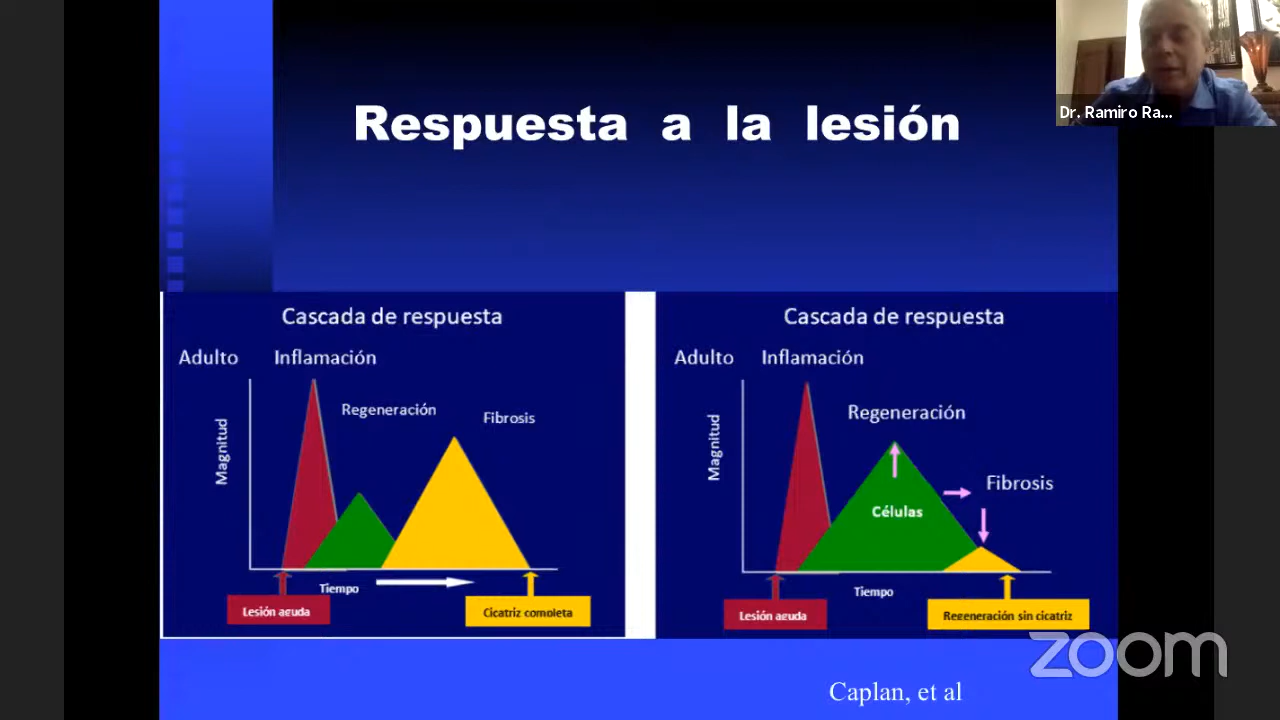 Dr. Ramiro Ra...
Respuesta a la lesión
Cascada de respuesta
Adulto Inflamación
Regeneración
Fibrosis
Magnitud
Tiempo
Lesión aguda
Cicatriz completa
Cascada de respuesta
Adulto Inflamación
Regeneración
Fibrosis
Células
Magnitud
Tiempo
Lesión aguda
Regeneración sin cicatriz
zoom
Caplan, et al